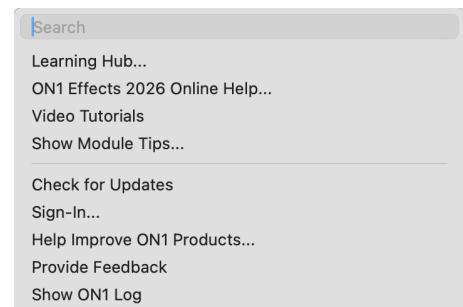 Search
Learning Hub...
ON1 Effects 2026 Online Help...
Video Tutorials
Show Module Tips...
Check for Updates
Sign-In...
Help Improve ON1 Products...
Provide Feedback
Show ON1 Log